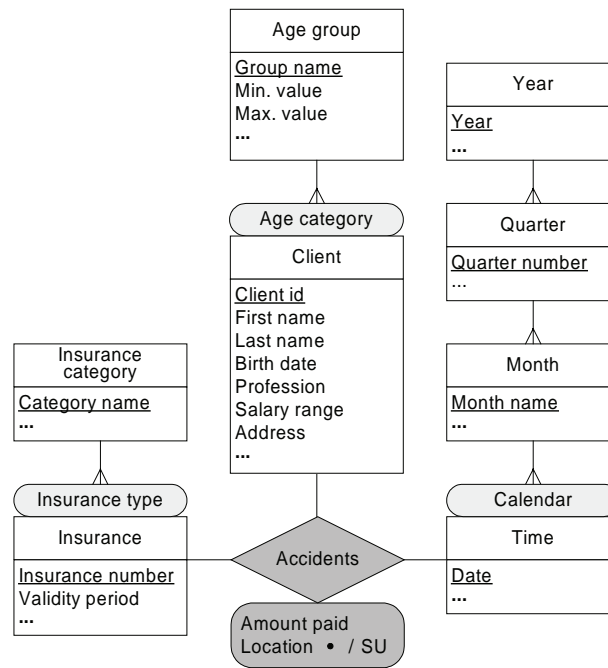 Age group
Group name
Min. value
Max. value
...
Year
Year
...
Age category
Client
Client id
First name
Last name
Birth date
Profession
Salary range
Address
...
Quarter
Quarter number
...
Month
Month name
...
Insurance
category
Category name
...
Insurance type
Insurance
Insurance number
Validity period
...
Accidents
Amount paid
Location • / SU
Calendar
Time
Date
...